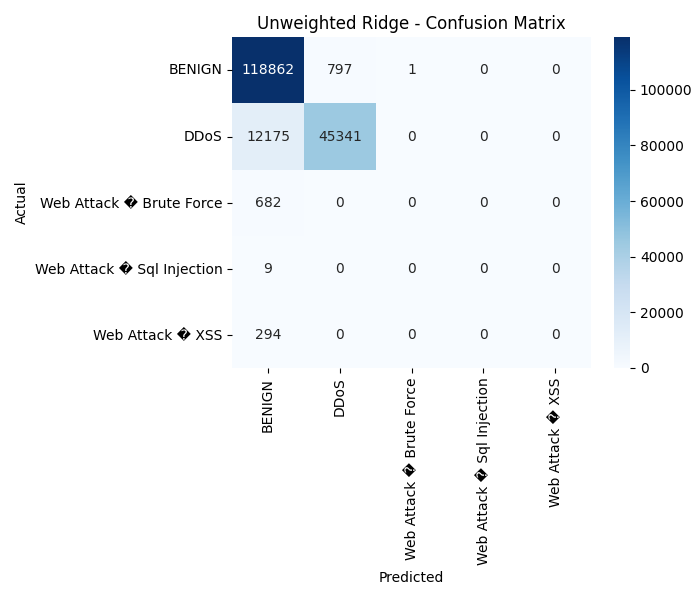 Unweighted Ridge - Confusion Matrix
BENIGN 118862 797 1 0 0
DDoS 12175 45341 0 0 0
Web Attack � Brute Force 682 0 0 0 0
Web Attack � Sql Injection 9 0 0 0 0
Web Attack � XSS 294 0 0 0 0
Actual
BENIGN
DDoS
Web Attack � Brute Force
Web Attack � Sql Injection
Web Attack � XSS
Predicted
100000
80000
60000
40000
20000
0